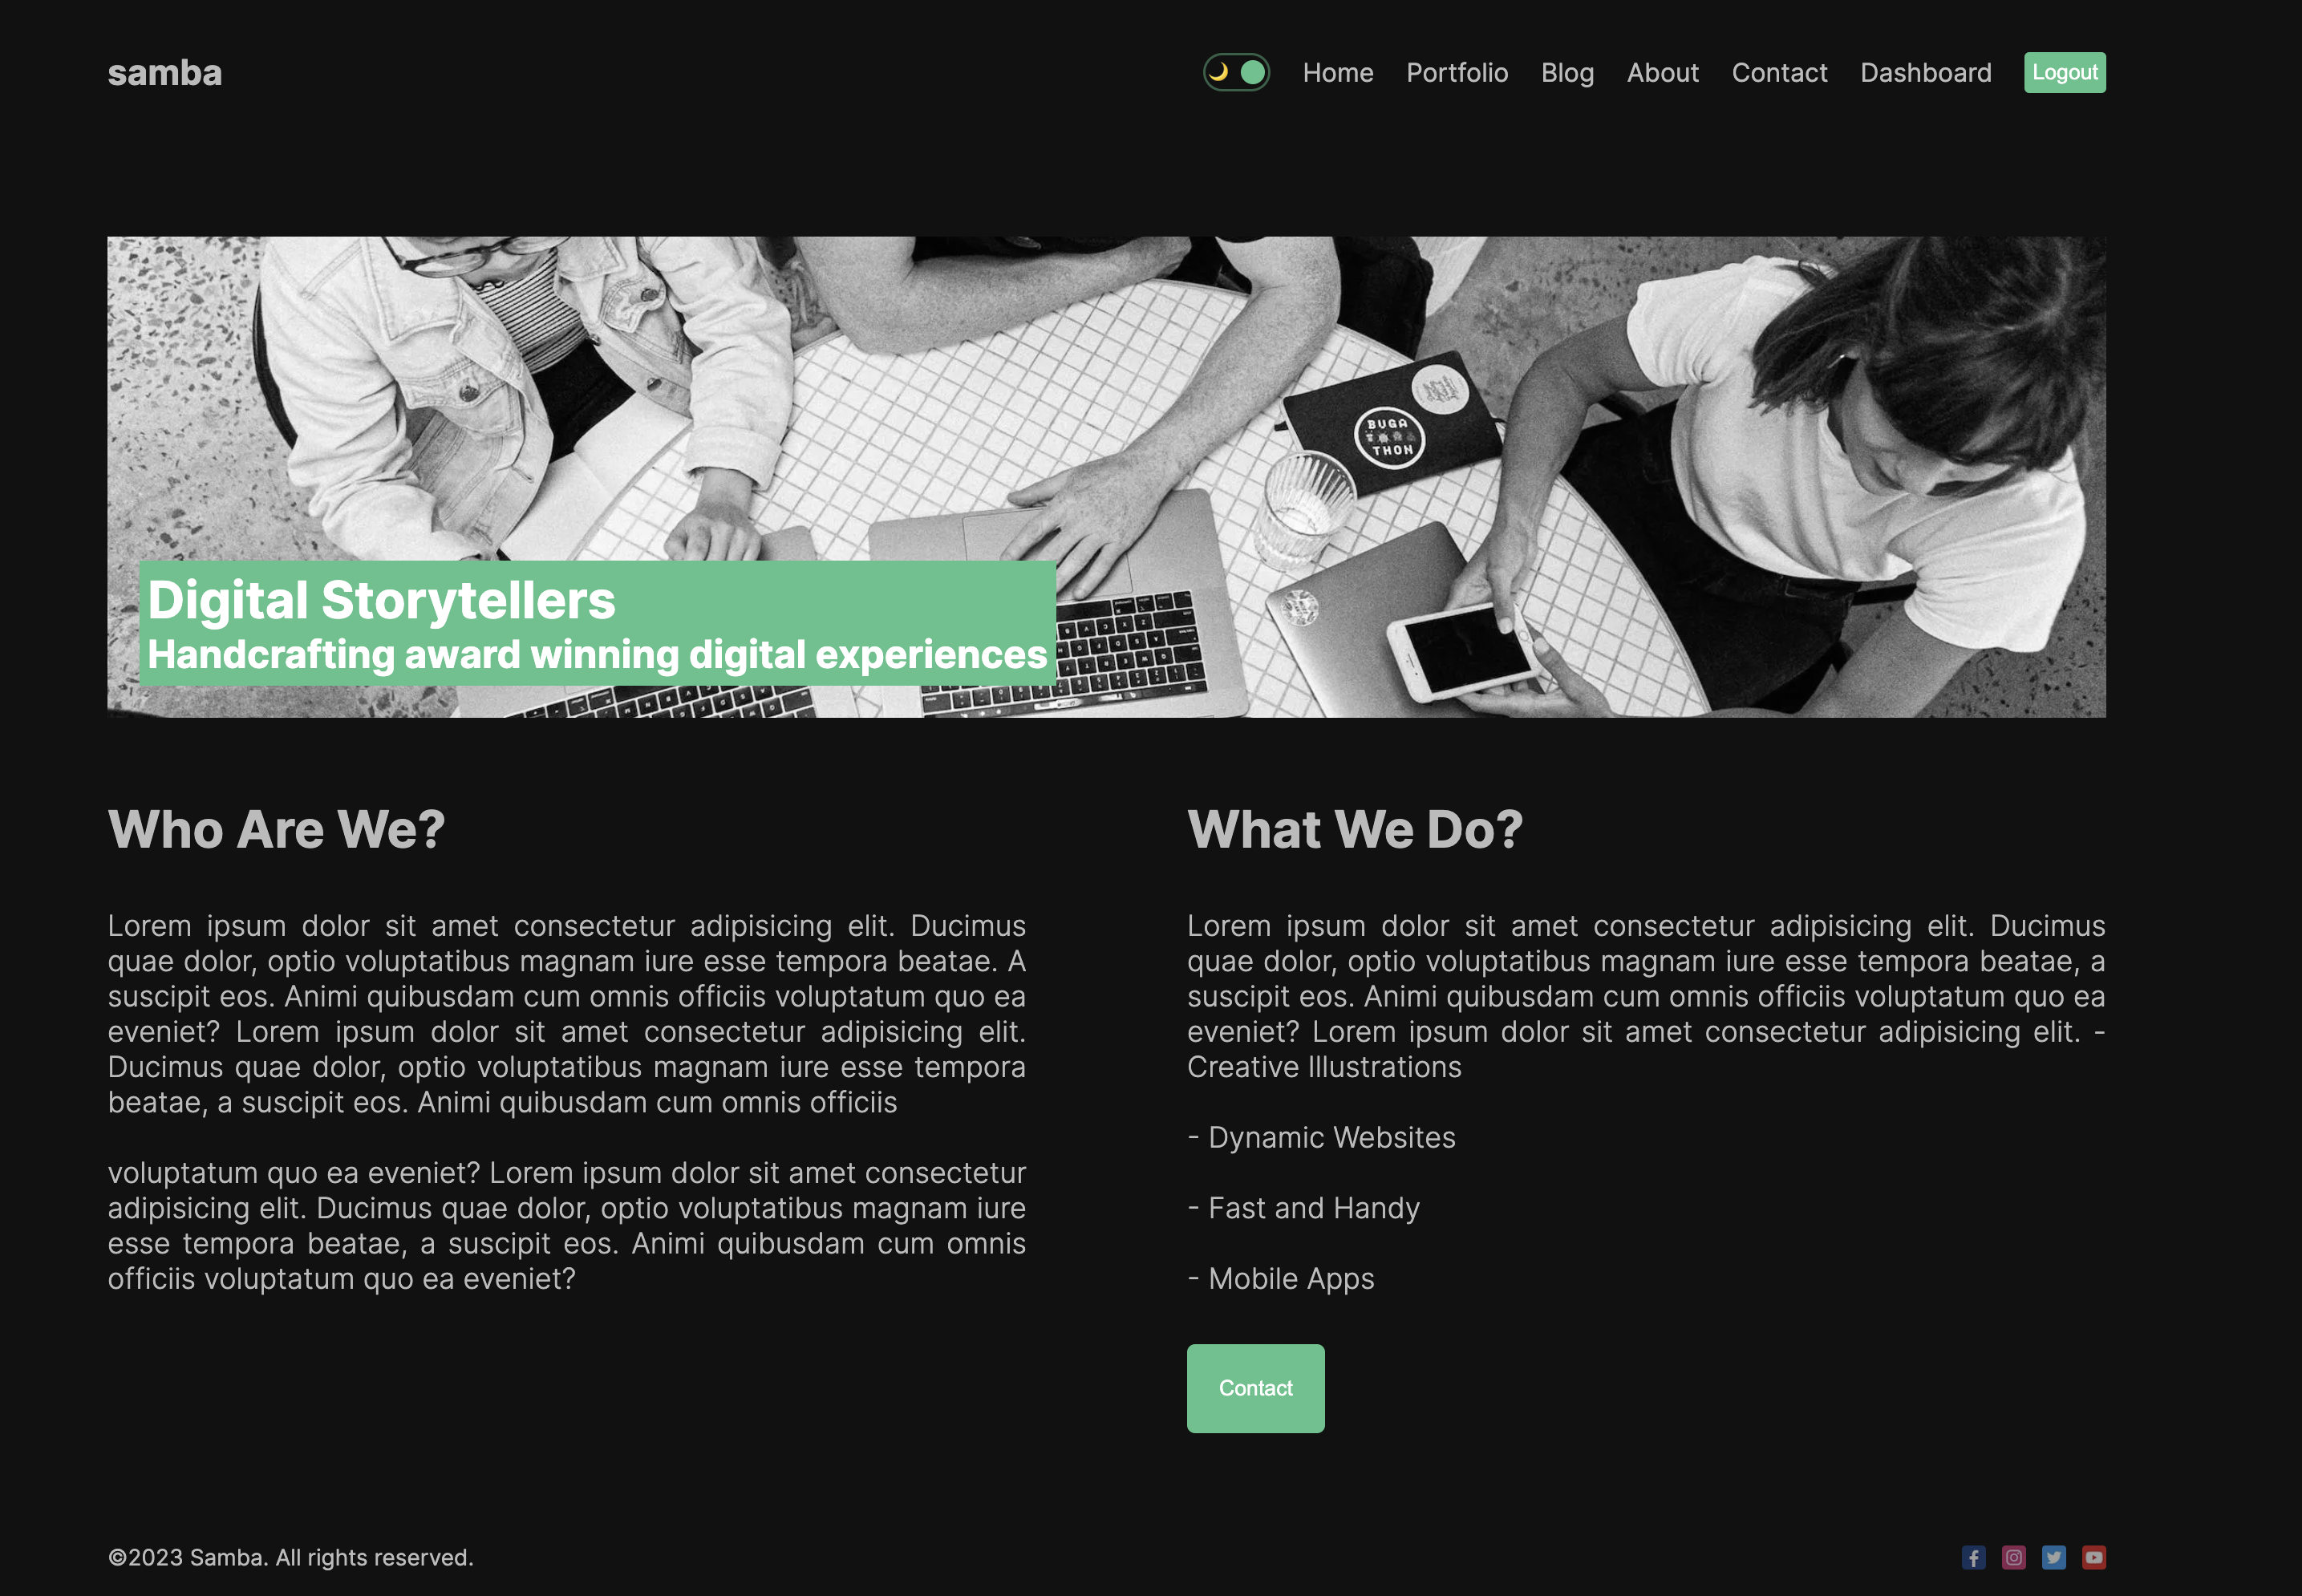 samba
Home Portfolio Blog About Contact Dashboard Logout
BUGA
THON
Digital Storytellers
Handcrafting award winning digital experiences
Who Are We?
Lorem ipsum dolor sit amet consectetur adipisicing elit. Ducimus
quae dolor, optio voluptatibus magnam iure esse tempora beatae. A
suscipit eos. Animi quibusdam cum omnis officiis voluptatum quo ea
eveniet? Lorem ipsum dolor sit amet consectetur adipisicing elit.
Ducimus quae dolor, optio voluptatibus magnam iure esse tempora
beatae, a suscipit eos. Animi quibusdam cum omnis officiis
voluptatum quo ea eveniet? Lorem ipsum dolor sit amet consectetur
adipisicing elit. Ducimus quae dolor, optio voluptatibus magnam iure
esse tempora beatae, a suscipit eos. Animi quibusdam cum omnis
officiis voluptatum quo ea eveniet?
What We Do?
Lorem ipsum dolor sit amet consectetur adipisicing elit. Ducimus
quae dolor, optio voluptatibus magnam iure esse tempora beatae, a
suscipit eos. Animi quibusdam cum omnis officiis voluptatum quo ea
eveniet? Lorem ipsum dolor sit amet consectetur adipisicing elit. -
Creative Illustrations
- Dynamic Websites
- Fast and Handy
- Mobile Apps
Contact
©2023 Samba. All rights reserved.